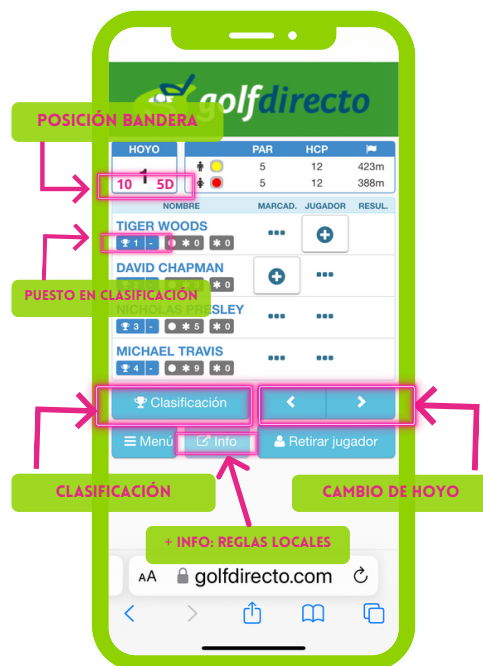 golfdirecto
POSICIÓN BANDERA
HOYO PAR HCP
1 5 12 423m
10 5D 5 12 388m
NOMBRE MARCAD. JUGADOR RESUL.
TIGER WOODS
1 - * 0 * 0
DAVID CHAPMAN
PUESTO EN CLASIFICACIÓN
NICHOLAS PRESLEY
3 - * 5 * 0
MICHAEL TRAVIS
4 - * 9 * 0
Clasificación < >
Menú Info Retirar jugador
CLASIFICACIÓN
CAMBIO DE HOYO
+ INFO: REGLAS LOCALES
AA golfdirecto.com